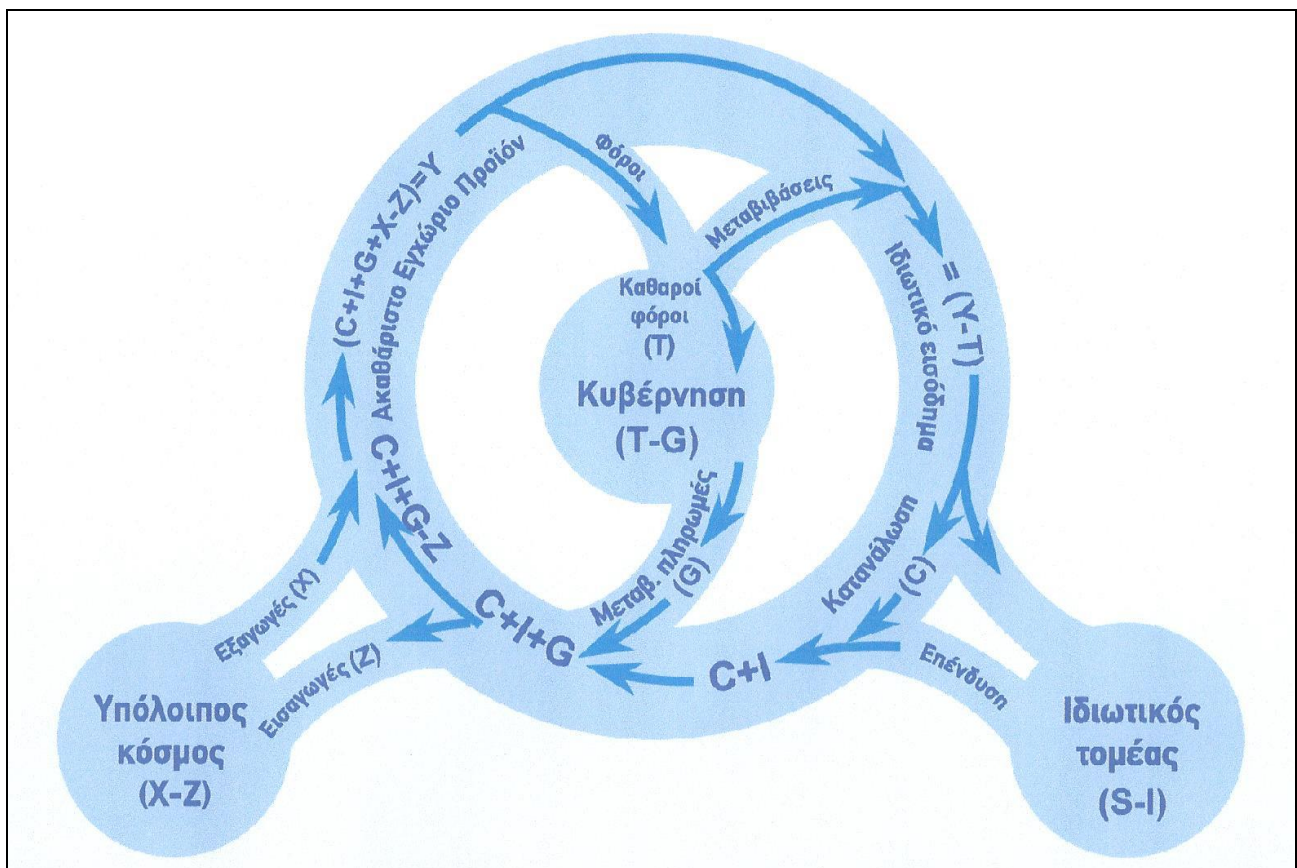 Φόροι
Μεταβιβάσεις
(C+I+G+X-Z)=Y
Ακαθάριστο Εγχώριο Προϊόν
Καθαροί
φόροι
(T)
Κυβέρνηση
(T-G)
= (Y-T)
Ιδιωτικό εισόδημα
C+I+G-Z
Μεταβ. πληρωμές
(G)
Κατανάλωση
(C)
Εξαγωγές (X)
Εισαγωγές (Z)
C+I+G
C+I
Επένδυση
Υπόλοιπος
κόσμος
(X-Z)
Ιδιωτικός
τομέας
(S-I)